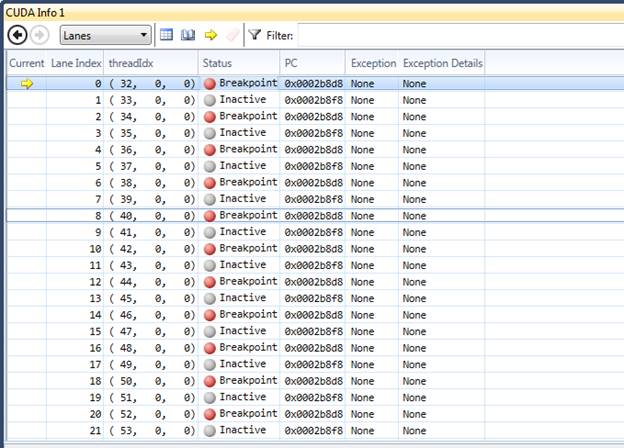 CUDA Info 1
Lanes Filter:
Current Lane Index threadIdx Status PC Exception Exception Details
0 ( 32, 0, 0) Breakpoint 0x0002b8d8 None None
1 ( 33, 0, 0) Inactive 0x0002b8f8 None None
2 ( 34, 0, 0) Breakpoint 0x0002b8d8 None None
3 ( 35, 0, 0) Inactive 0x0002b8f8 None None
4 ( 36, 0, 0) Breakpoint 0x0002b8d8 None None
5 ( 37, 0, 0) Inactive 0x0002b8f8 None None
6 ( 38, 0, 0) Breakpoint 0x0002b8d8 None None
7 ( 39, 0, 0) Inactive 0x0002b8f8 None None
8 ( 40, 0, 0) Breakpoint 0x0002b8d8 None None
9 ( 41, 0, 0) Inactive 0x0002b8f8 None None
10 ( 42, 0, 0) Breakpoint 0x0002b8d8 None None
11 ( 43, 0, 0) Inactive 0x0002b8f8 None None
12 ( 44, 0, 0) Breakpoint 0x0002b8d8 None None
13 ( 45, 0, 0) Inactive 0x0002b8f8 None None
14 ( 46, 0, 0) Breakpoint 0x0002b8d8 None None
15 ( 47, 0, 0) Inactive 0x0002b8f8 None None
16 ( 48, 0, 0) Breakpoint 0x0002b8d8 None None
17 ( 49, 0, 0) Inactive 0x0002b8f8 None None
18 ( 50, 0, 0) Breakpoint 0x0002b8d8 None None
19 ( 51, 0, 0) Inactive 0x0002b8f8 None None
20 ( 52, 0, 0) Breakpoint 0x0002b8d8 None None
21 ( 53, 0, 0) Inactive 0x0002b8f8 None None